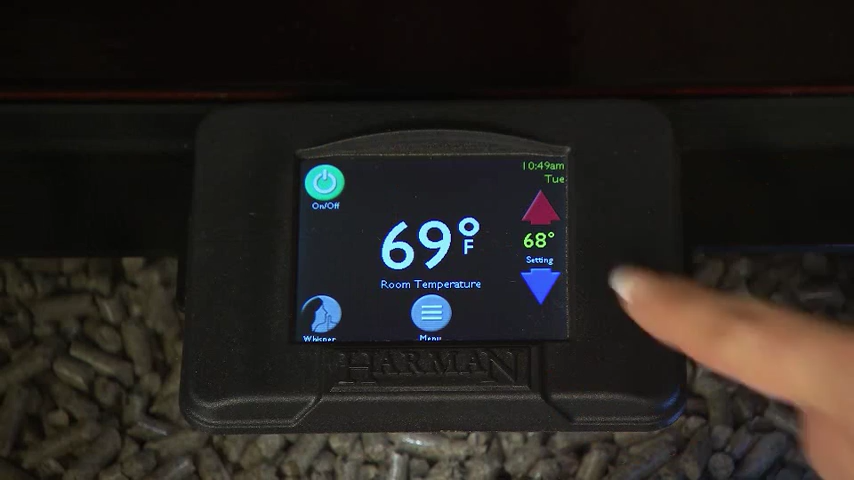 10:49am
Tue
On/Off
69°F
68°
Setting
Room Temperature
Whisper
Menu
HARMAN